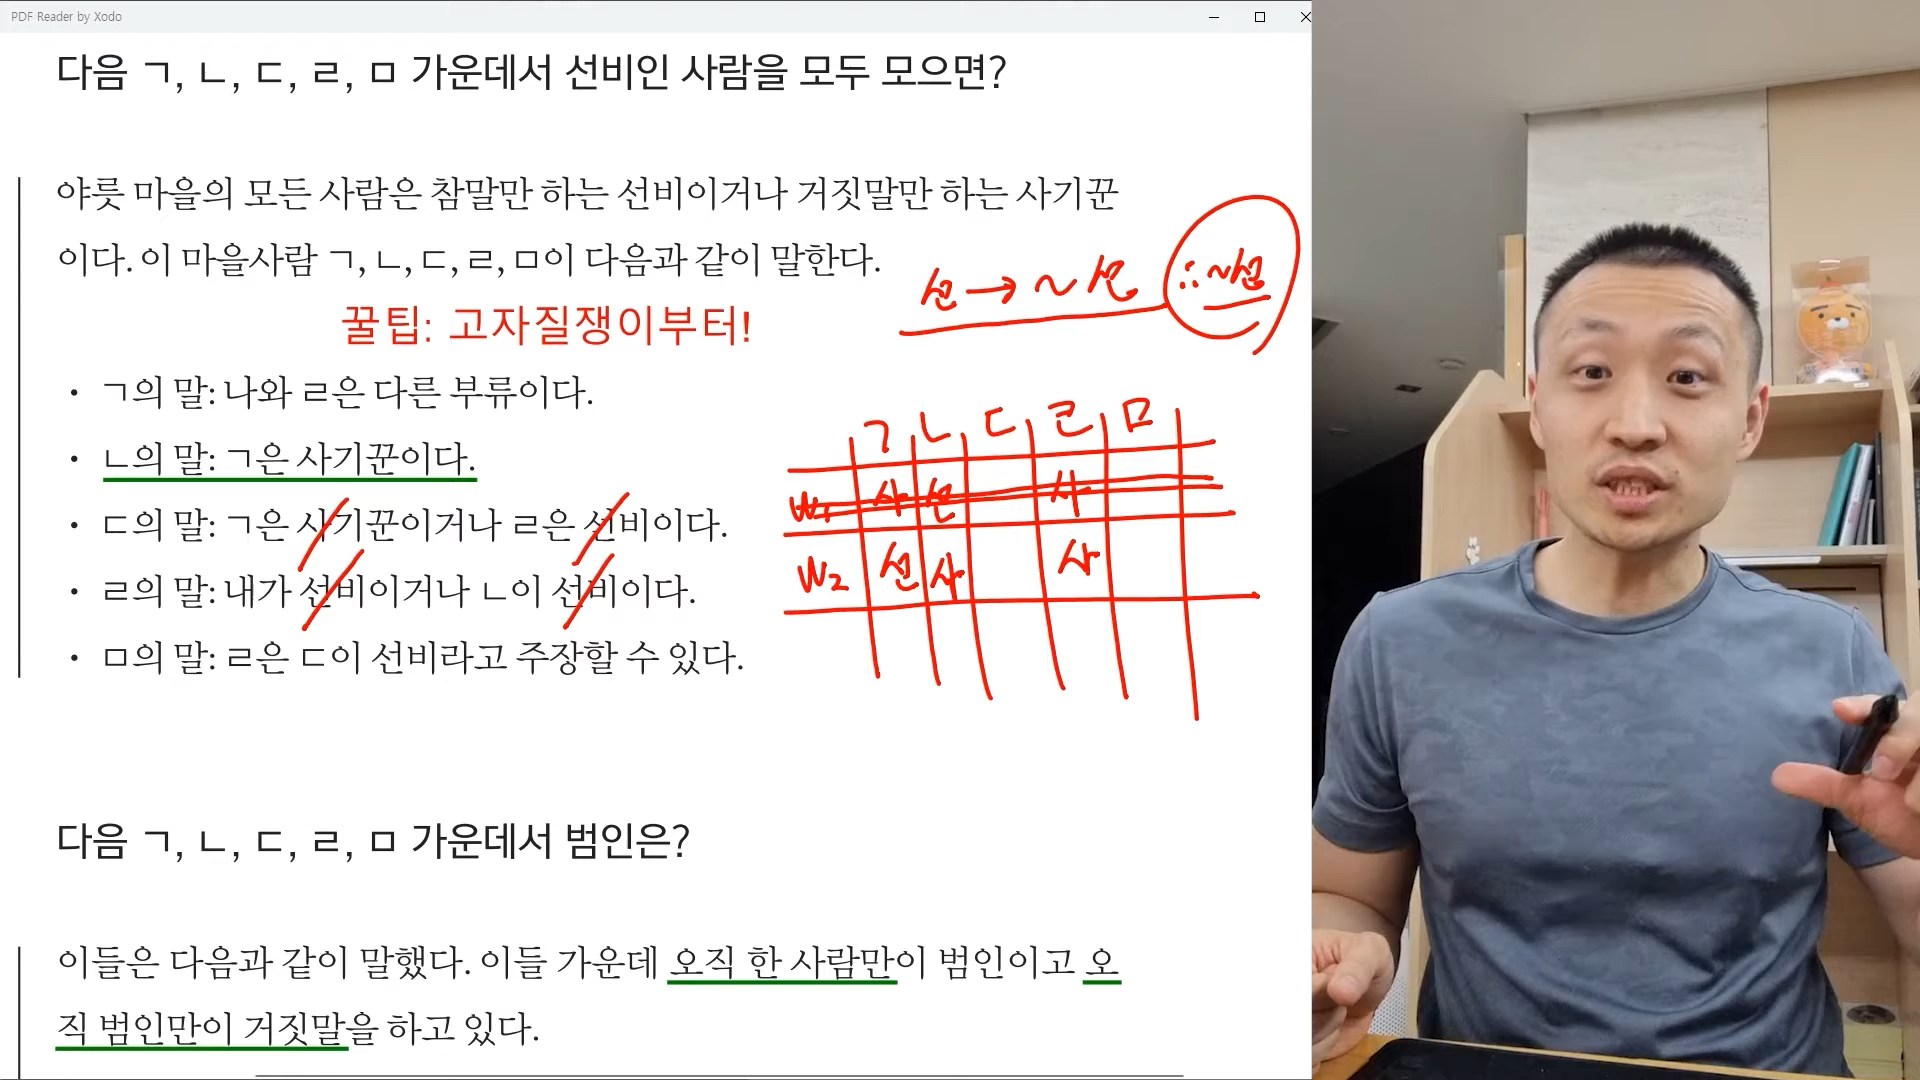 PDF Reader by Xodo
다음 ㄱ, ㄴ, ㄷ, ㄹ, ㅁ 가운데서 선비인 사람을 모두 모으면?
야릇 마을의 모든 사람은 참말만 하는 선비이거나 거짓말만 하는 사기꾼
이다. 이 마을사람 ㄱ, ㄴ, ㄷ, ㄹ, ㅁ이 다음과 같이 말한다.
선 → ~선 ∴ ~선
꿀팁: 고자질쟁이부터!
• ㄱ의 말: 나와 ㄹ은 다른 부류이다.
• ㄴ의 말: ㄱ은 사기꾼이다.
• ㄷ의 말: ㄱ은 사기꾼이거나 ㄹ은 선비이다.
• ㄹ의 말: 내가 선비이거나 ㄴ이 선비이다.
• ㅁ의 말: ㄹ은 ㄷ이 선비라고 주장할 수 있다.
ㄱ ㄴ ㄷ ㄹ ㅁ
W1 사 선 사
W2 선 사 사
다음 ㄱ, ㄴ, ㄷ, ㄹ, ㅁ 가운데서 범인은?
이들은 다음과 같이 말했다. 이들 가운데 오직 한 사람만이 범인이고 오
직 범인만이 거짓말을 하고 있다.